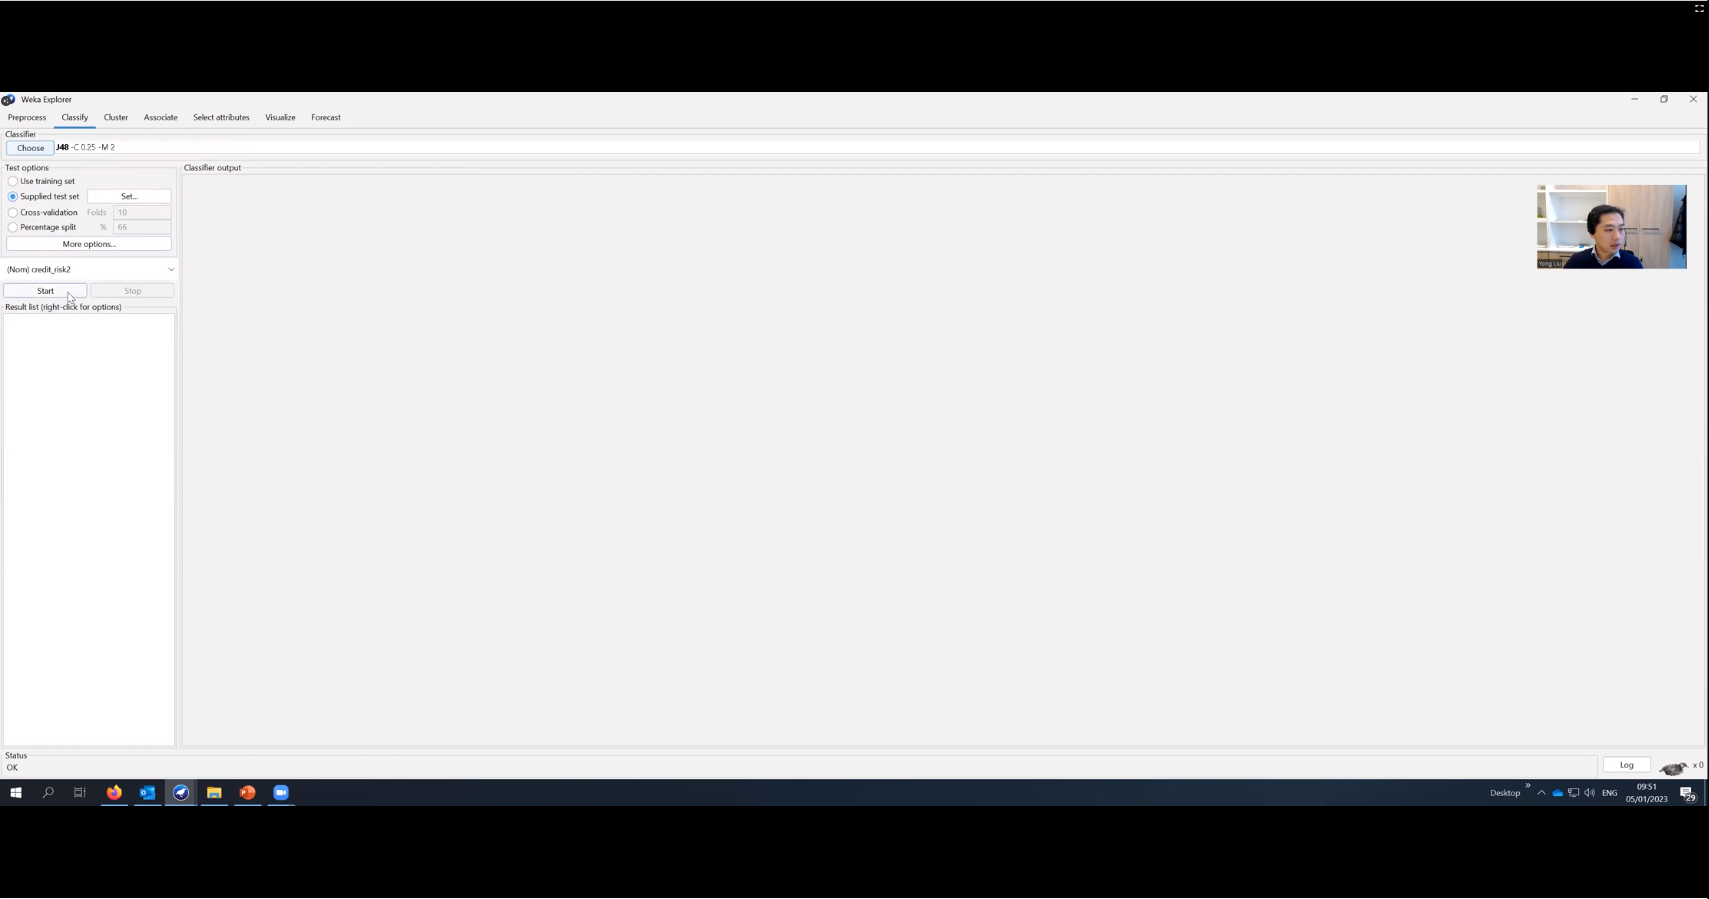 Weka Explorer
Preprocess Classify Cluster Associate Select attributes Visualize Forecast
Classifier
Choose J48 -C 0.25 -M 2
Test options
Classifier output
Use training set
Supplied test set Set...
Cross-validation Folds 10
Percentage split % 66
More options...
(Nom) credit_risk2
Start Stop
Result list (right-click for options)
Yong Liu
Status
OK
Log x 0
Desktop ENG 09:51
05/01/2023
29